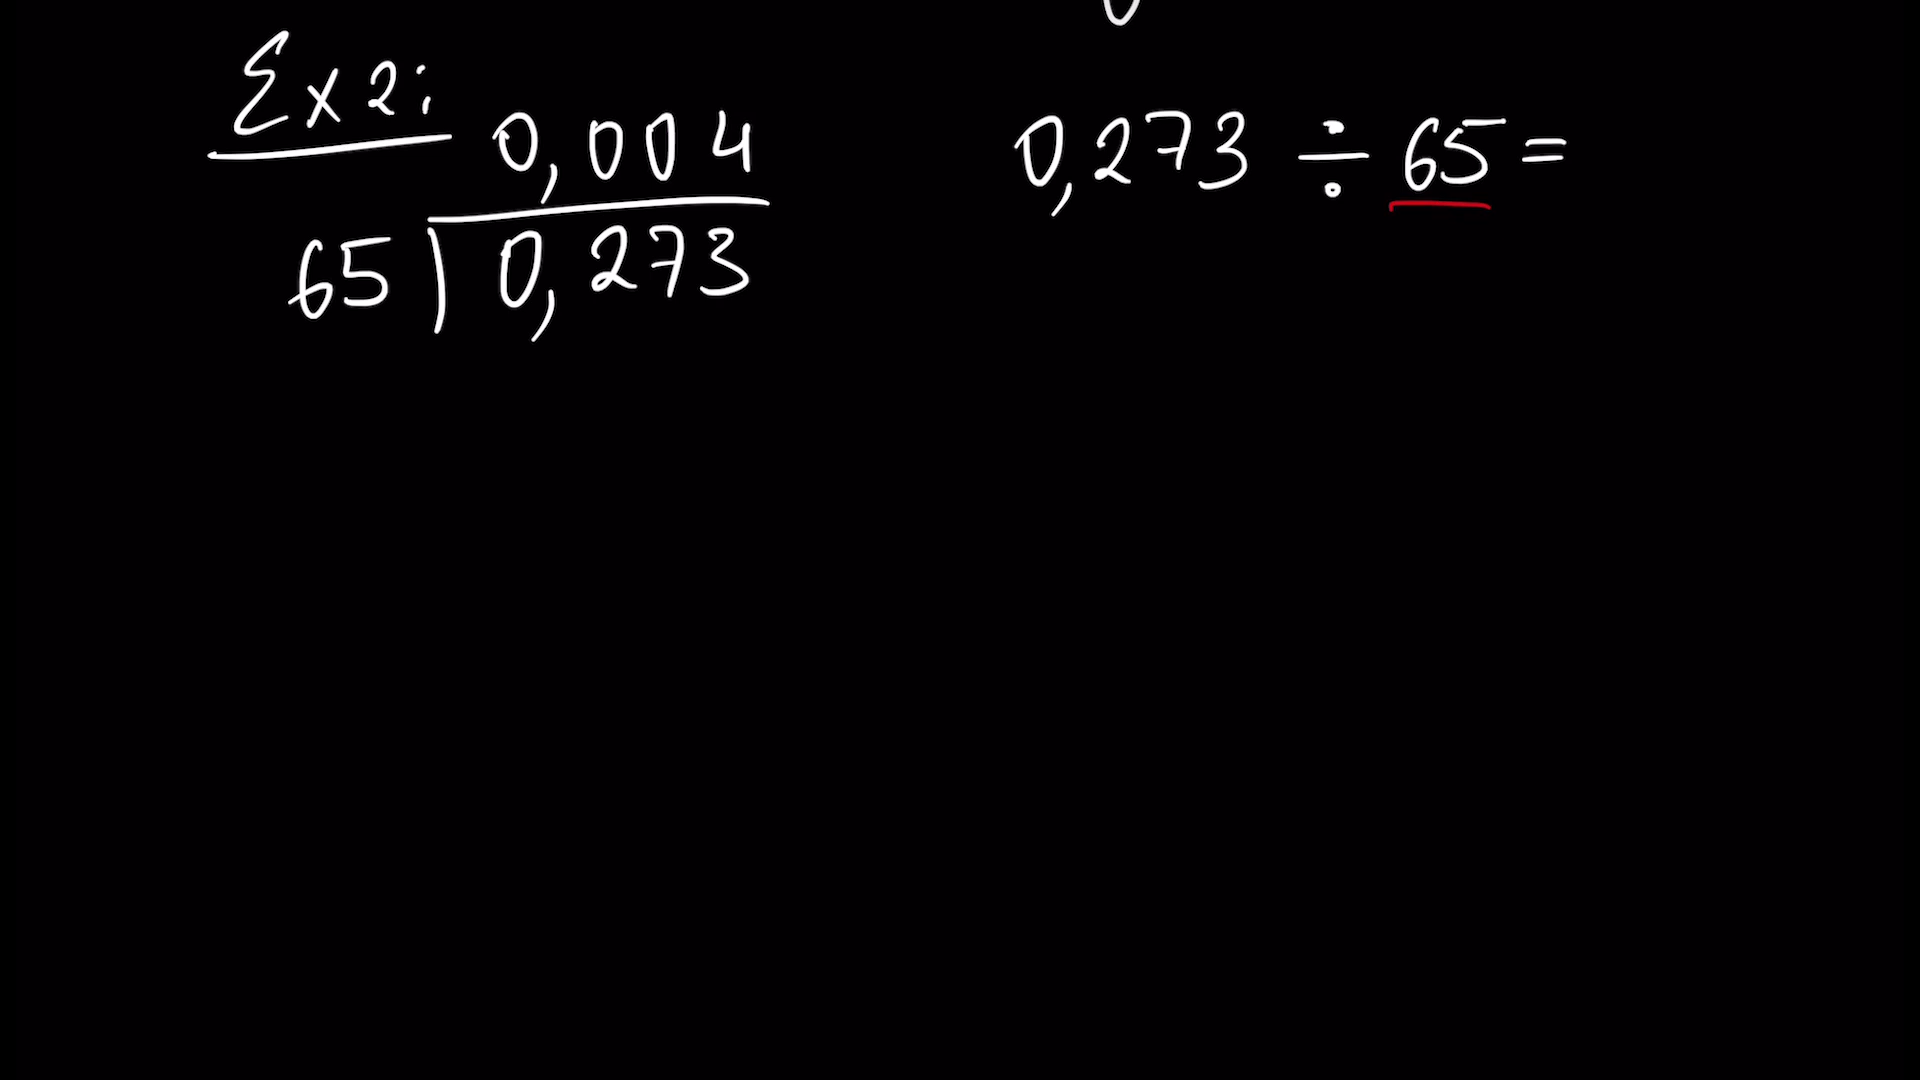 Ex 2:
0,004
65) 0,273
0,273 ÷ 65 =